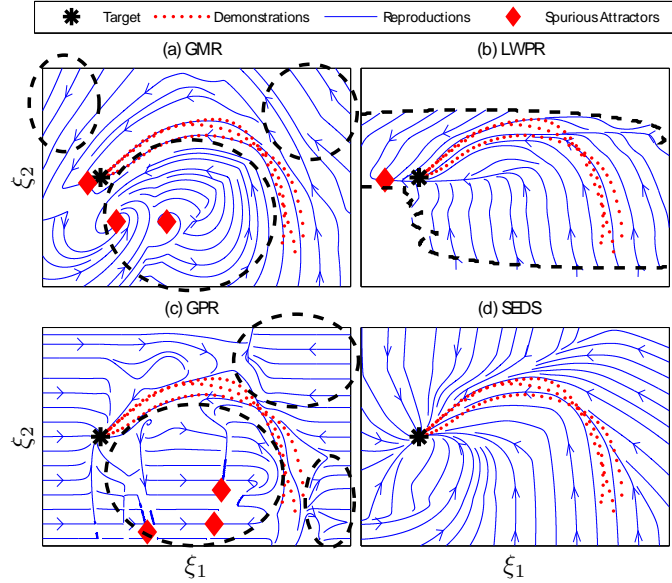 Target Demonstrations Reproductions Spurious Attractors
(a) GMR (b) LWPR
ξ2
(c) GPR (d) SEDS
ξ2
ξ1 ξ1